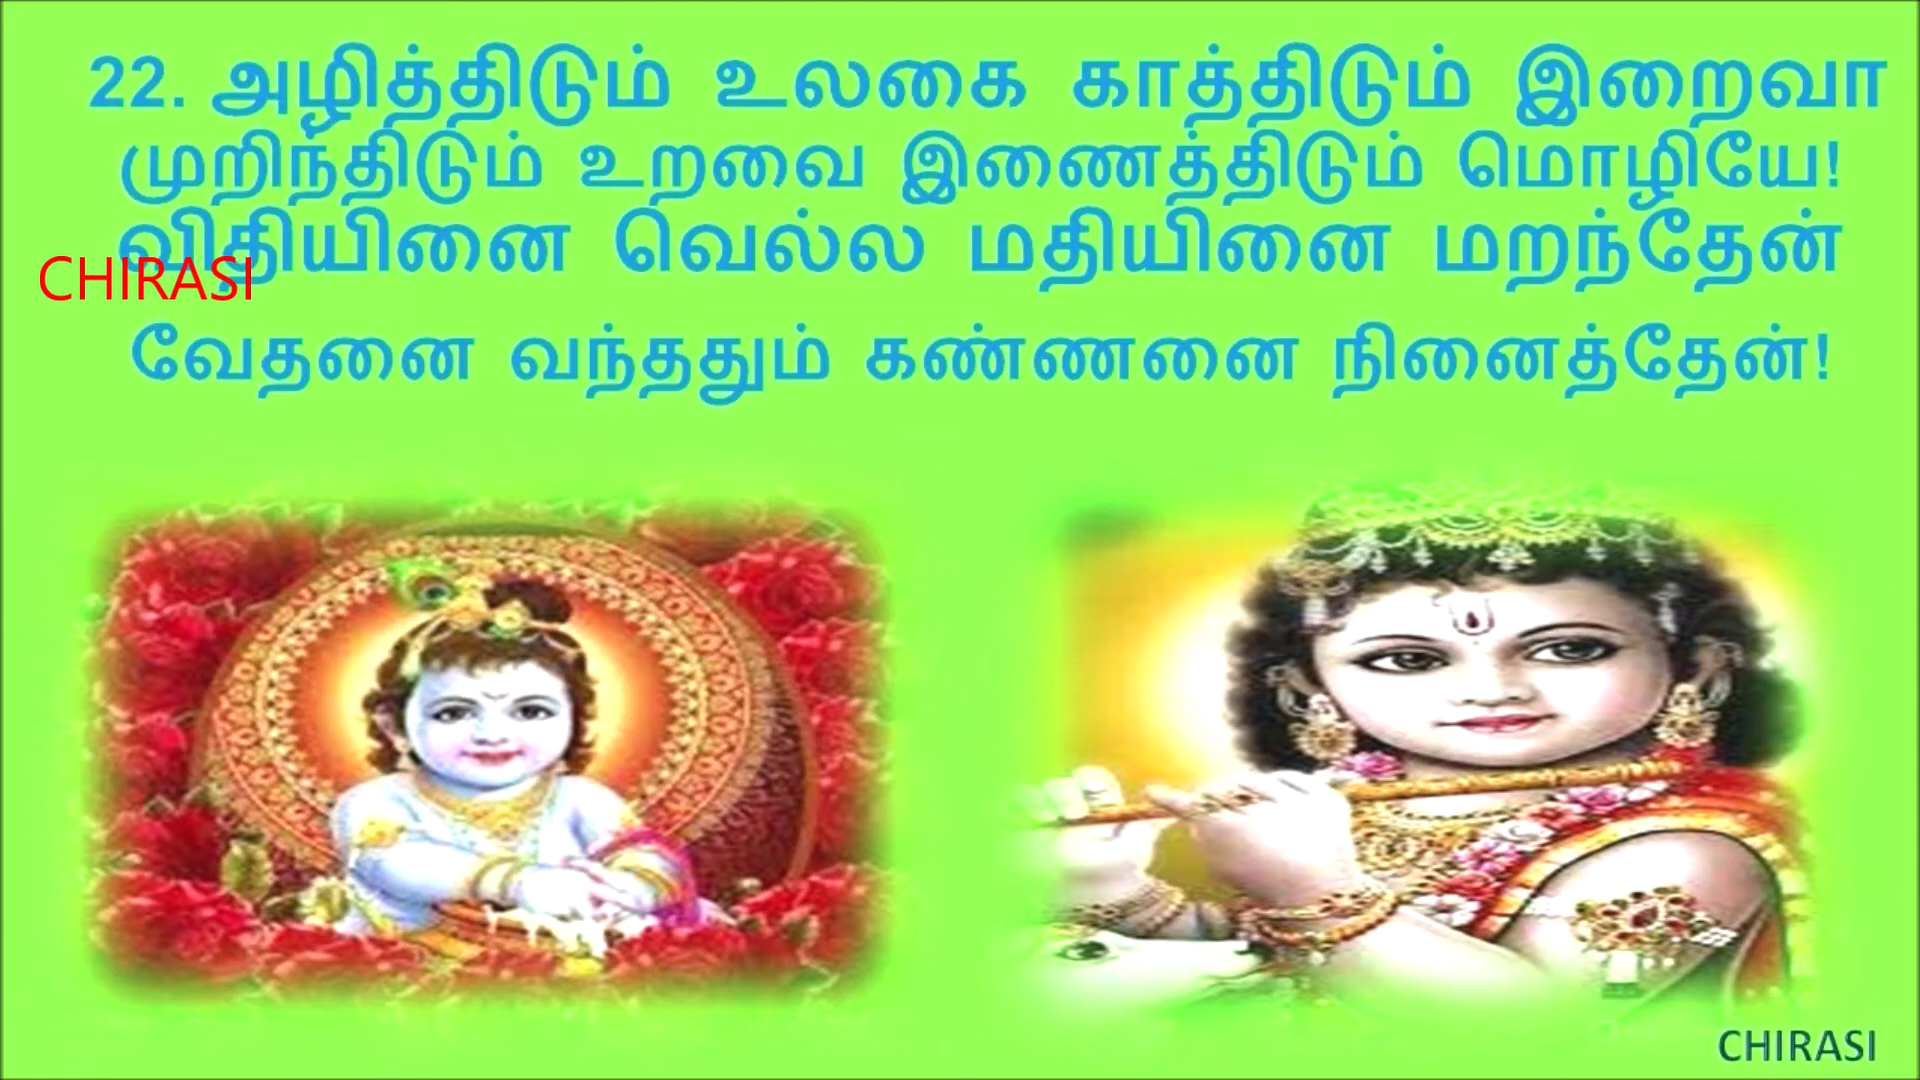 22. அழித்திடும் உலகை காத்திடும் இறைவா
முறிந்திடும் உறவை இணைத்திடும் மொழியே!
விதியினை வெல்ல மதியினை மறந்தேன்
CHIRASI
வேதனை வந்ததும் கண்ணனை நினைத்தேன்!
CHIRASI